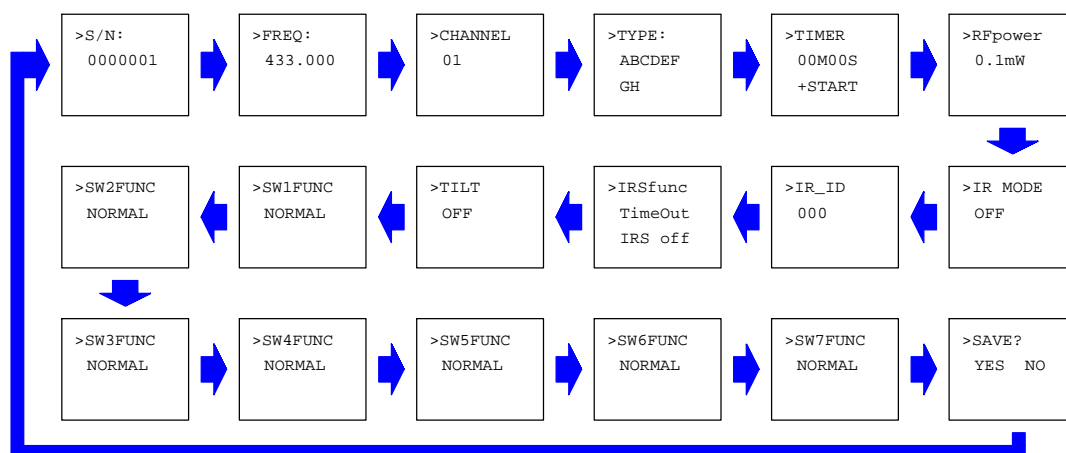 >S/N:
0000001
>FREQ:
433.000
>CHANNEL
01
>TYPE:
ABCDEF
GH
>TIMER
00M00S
+START
>RFpower
0.1mW
>IR MODE
OFF
>IR_ID
000
>IRSfunc
TimeOut
IRS off
>TILT
OFF
>SW1FUNC
NORMAL
>SW2FUNC
NORMAL
>SW3FUNC
NORMAL
>SW4FUNC
NORMAL
>SW5FUNC
NORMAL
>SW6FUNC
NORMAL
>SW7FUNC
NORMAL
>SAVE?
YES NO